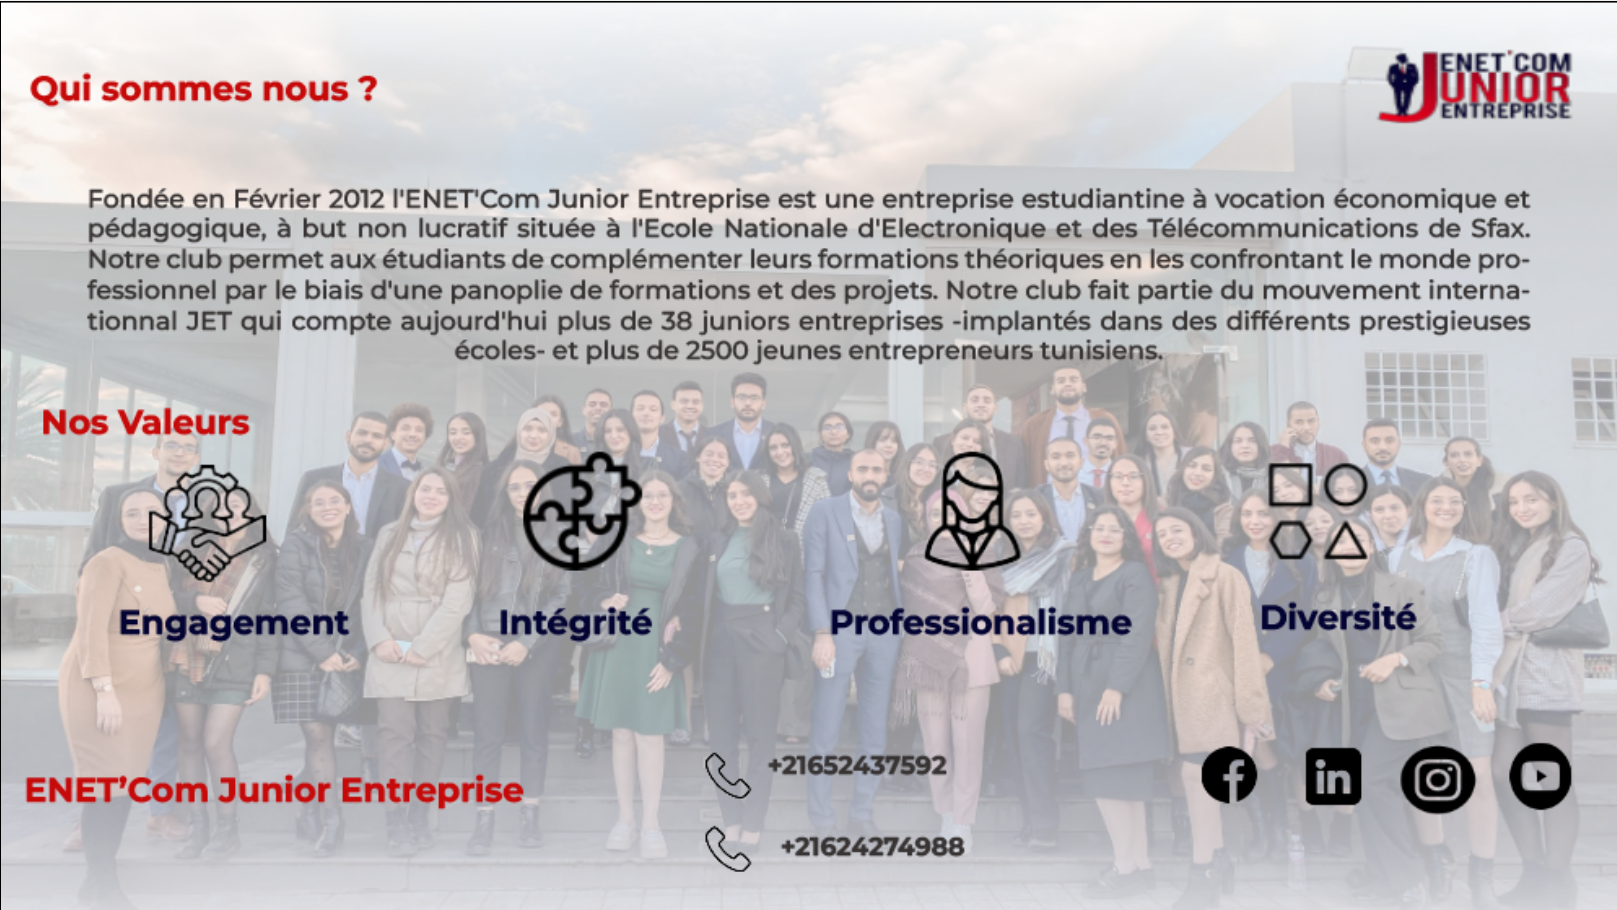 Qui sommes nous ?
ENET'COM
JUNIOR
ENTREPRISE
Fondée en Février 2012 l'ENET'Com Junior Entreprise est une entreprise estudiantine à vocation économique et
pédagogique, à but non lucratif située à l'Ecole Nationale d'Electronique et des Télécommunications de Sfax.
Notre club permet aux étudiants de complémenter leurs formations théoriques en les confrontant le monde pro-
fessionnel par le biais d'une panoplie de formations et des projets. Notre club fait partie du mouvement interna-
tionnal JET qui compte aujourd'hui plus de 38 juniors entreprises -implantés dans des différents prestigieuses
écoles- et plus de 2500 jeunes entrepreneurs tunisiens.
Nos Valeurs
Engagement
Intégrité
Professionalisme
Diversité
ENET’Com Junior Entreprise
+21652437592
+21624274988
in